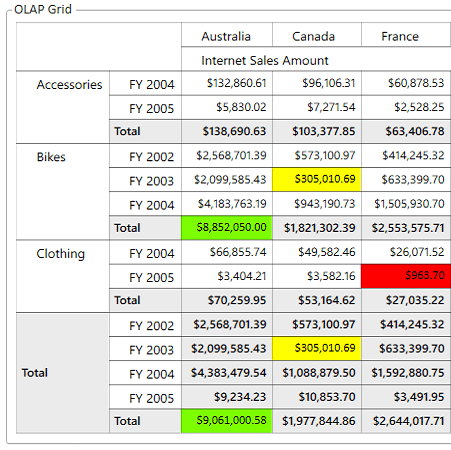 OLAP Grid
Australia Canada France
Internet Sales Amount
Accessories FY 2004 $132,860.61 $96,106.31 $60,878.53
FY 2005 $5,830.02 $7,271.54 $2,528.25
Total $138,690.63 $103,377.85 $63,406.78
Bikes FY 2002 $2,568,701.39 $573,100.97 $414,245.32
FY 2003 $2,099,585.43 $305,010.69 $633,399.70
FY 2004 $4,183,763.19 $943,190.73 $1,505,930.70
Total $8,852,050.00 $1,821,302.39 $2,553,575.71
Clothing FY 2004 $66,855.74 $49,582.46 $26,071.52
FY 2005 $3,404.21 $3,582.16 $963.70
Total $70,259.95 $53,164.62 $27,035.22
FY 2002 $2,568,701.39 $573,100.97 $414,245.32
FY 2003 $2,099,585.43 $305,010.69 $633,399.70
Total FY 2004 $4,383,479.54 $1,088,879.50 $1,592,880.75
FY 2005 $9,234.23 $10,853.70 $3,491.95
Total $9,061,000.58 $1,977,844.86 $2,644,017.71